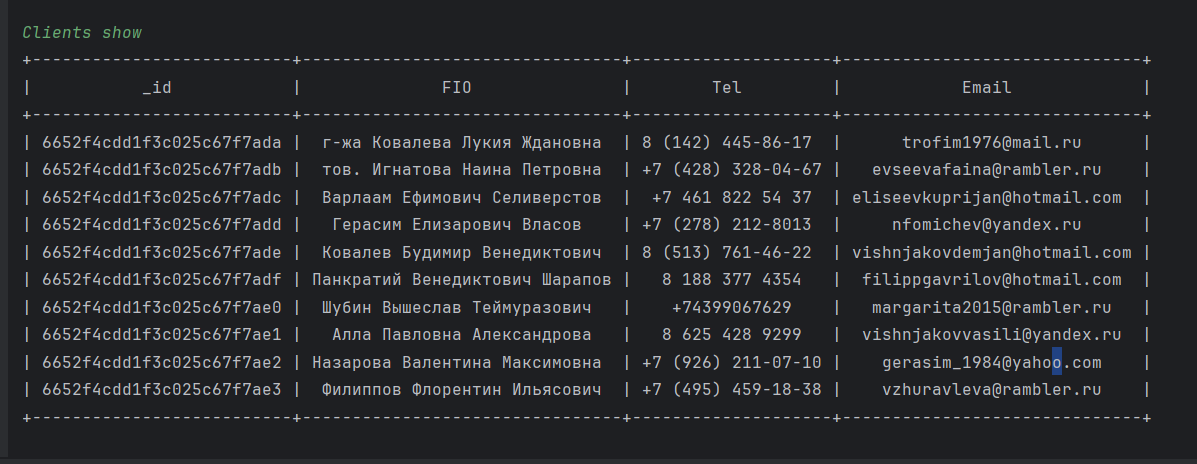 Clients show
+--------------------------+--------------------------------+--------------------+------------------------------+
|           _id            |              FIO               |        Tel         |            Email             |
+--------------------------+--------------------------------+--------------------+------------------------------+
| 6652f4cdd1f3c025c67f7ada |  г-жа Ковалева Лукия Ждановна  | 8 (142) 445-86-17  |      trofim1976@mail.ru      |
| 6652f4cdd1f3c025c67f7adb |  тов. Игнатова Наина Петровна  | +7 (428) 328-04-67 |   evseevafaina@rambler.ru    |
| 6652f4cdd1f3c025c67f7adc |  Варлаам Ефимович Селиверстов  |  +7 461 822 54 37  | eliseevkuprijan@hotmail.com  |
| 6652f4cdd1f3c025c67f7add |   Герасим Елизарович Власов    | +7 (278) 212-8013  |     nfomichev@yandex.ru      |
| 6652f4cdd1f3c025c67f7ade |  Ковалев Будимир Венедиктович  | 8 (513) 761-46-22  | vishnjakovdemjan@hotmail.com |
| 6652f4cdd1f3c025c67f7adf | Панкратий Венедиктович Шарапов |   8 188 377 4354   |  filippgavrilov@hotmail.com  |
| 6652f4cdd1f3c025c67f7ae0 |  Шубин Вышеслав Теймуразович   |    +74399067629    |   margarita2015@rambler.ru   |
| 6652f4cdd1f3c025c67f7ae1 |   Алла Павловна Александрова   |   8 625 428 9299   |  vishnjakovvasili@yandex.ru  |
| 6652f4cdd1f3c025c67f7ae2 | Назарова Валентина Максимовна  | +7 (926) 211-07-10 |    gerasim_1984@yahoo.com    |
| 6652f4cdd1f3c025c67f7ae3 |  Филиппов Флорентин Ильясович  | +7 (495) 459-18-38 |    vzhuravleva@rambler.ru    |
+--------------------------+--------------------------------+--------------------+------------------------------+